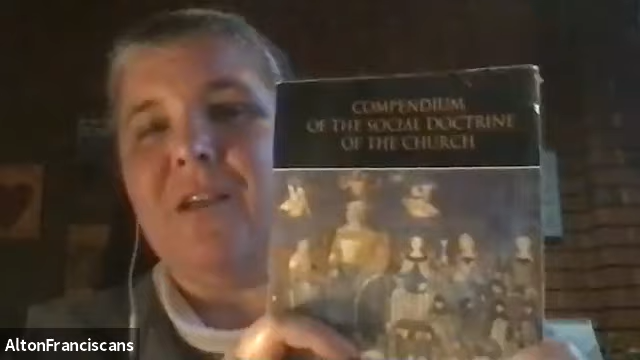 COMPENDIUM
OF THE SOCIAL DOCTRINE
OF THE CHURCH
AltonFranciscans